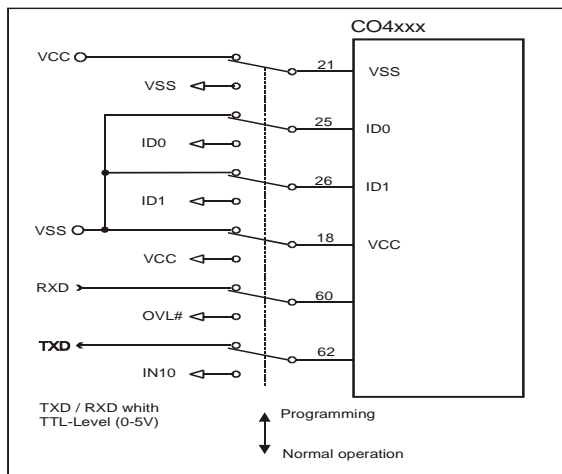 CO4xxx
VCC
21
VSS
VSS
25
ID0
ID0
26
ID1
ID1
VSS
18
VCC
VCC
RXD
60
OVL#
TXD
62
IN10
TXD / RXD whith
TTL-Level (0-5V)
Programming
Normal operation